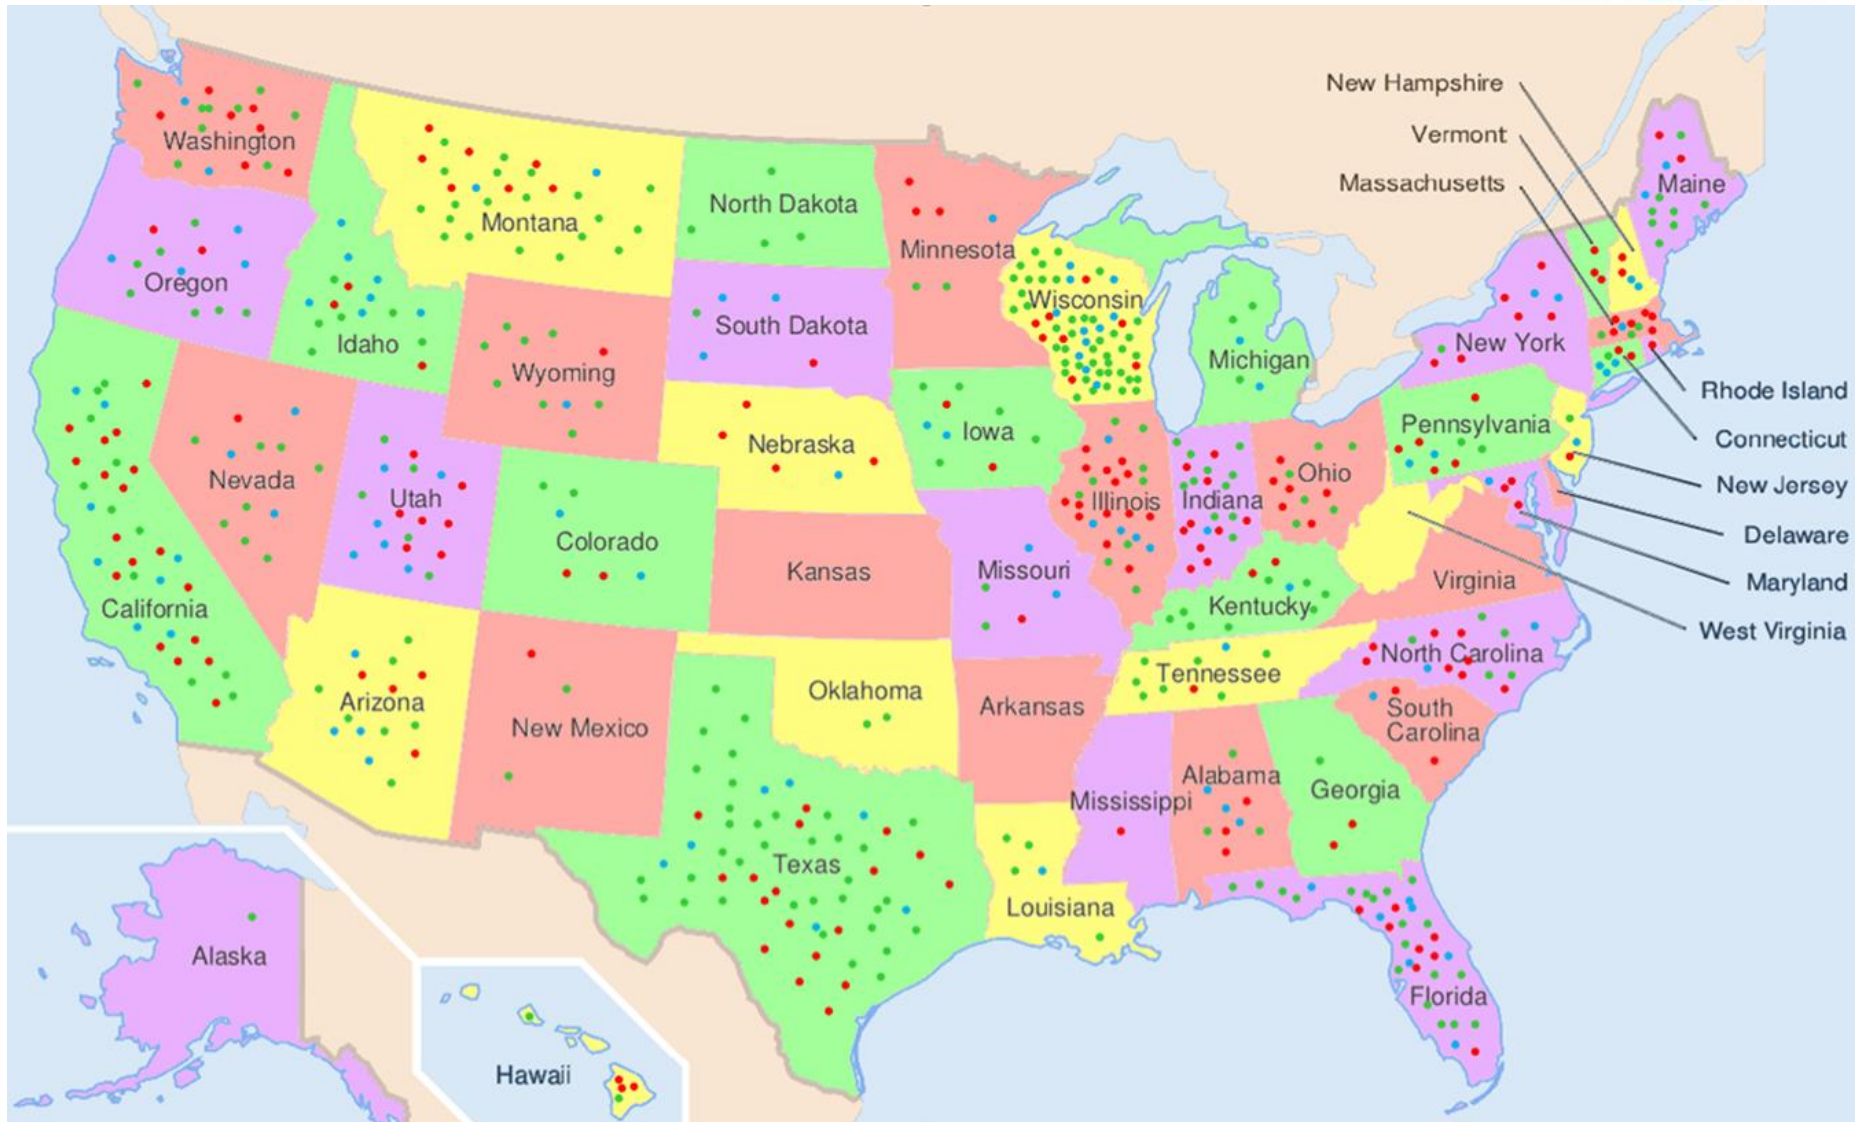 New Hampshire
Vermont
Massachusetts
Washington
Montana
North Dakota
Minnesota
Maine
Oregon
Idaho
Wyoming
South Dakota
Wisconsin
Michigan
New York
Rhode Island
Nebraska
Iowa
Pennsylvania
Connecticut
Nevada
Utah
Illinois
Indiana
Ohio
New Jersey
Colorado
Kansas
Missouri
Delaware
California
Kentucky
Virginia
Maryland
West Virginia
Arizona
New Mexico
Oklahoma
Arkansas
Tennessee
North Carolina
South
Carolina
Texas
Mississippi
Alabama
Georgia
Louisiana
Alaska
Florida
Hawaii